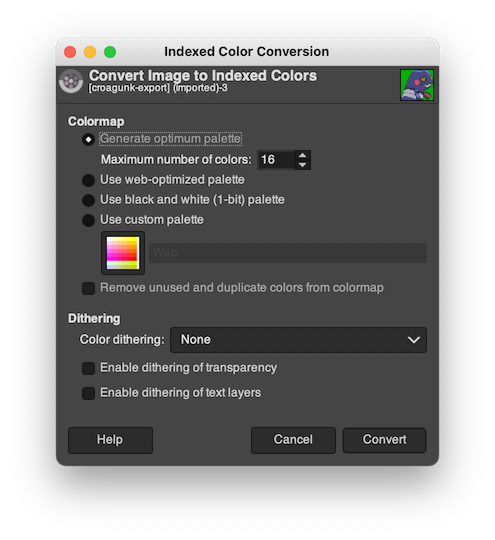 Indexed Color Conversion
Convert Image to Indexed Colors
[croagunk-export] (imported)-3
Colormap
Generate optimum palette
Maximum number of colors: 16
Use web-optimized palette
Use black and white (1-bit) palette
Use custom palette
Web
Remove unused and duplicate colors from colormap
Dithering
Color dithering: None
Enable dithering of transparency
Enable dithering of text layers
Help Cancel Convert